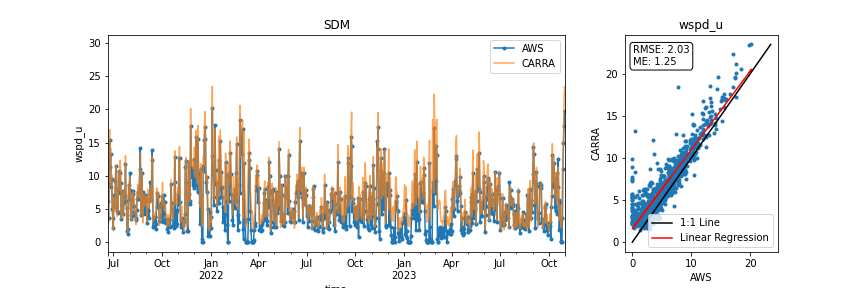 SDM
wspd_u
30
25
20
15
10
5
0
AWS
CARRA
Jul
Oct
Jan
2022
Apr
Jul
Oct
Jan
2023
Apr
Jul
Oct
time
wspd_u
CARRA
20
15
10
5
0
RMSE: 2.03
ME: 1.25
1:1 Line
Linear Regression
0
10
20
AWS